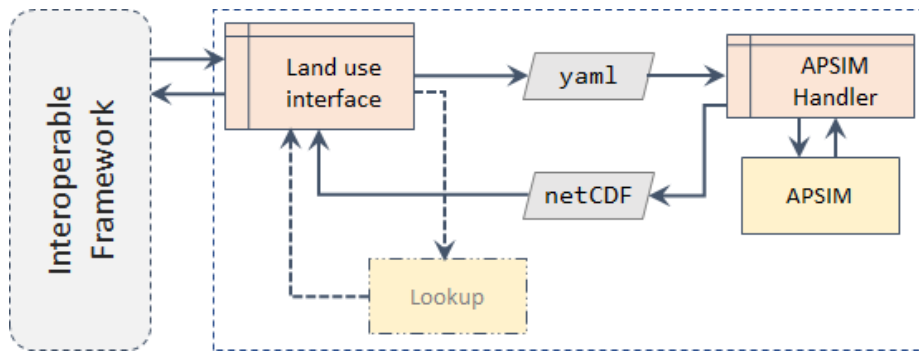 Interoperable
Framework
Land use
interface
yaml
APSIM
Handler
netCDF
APSIM
Lookup